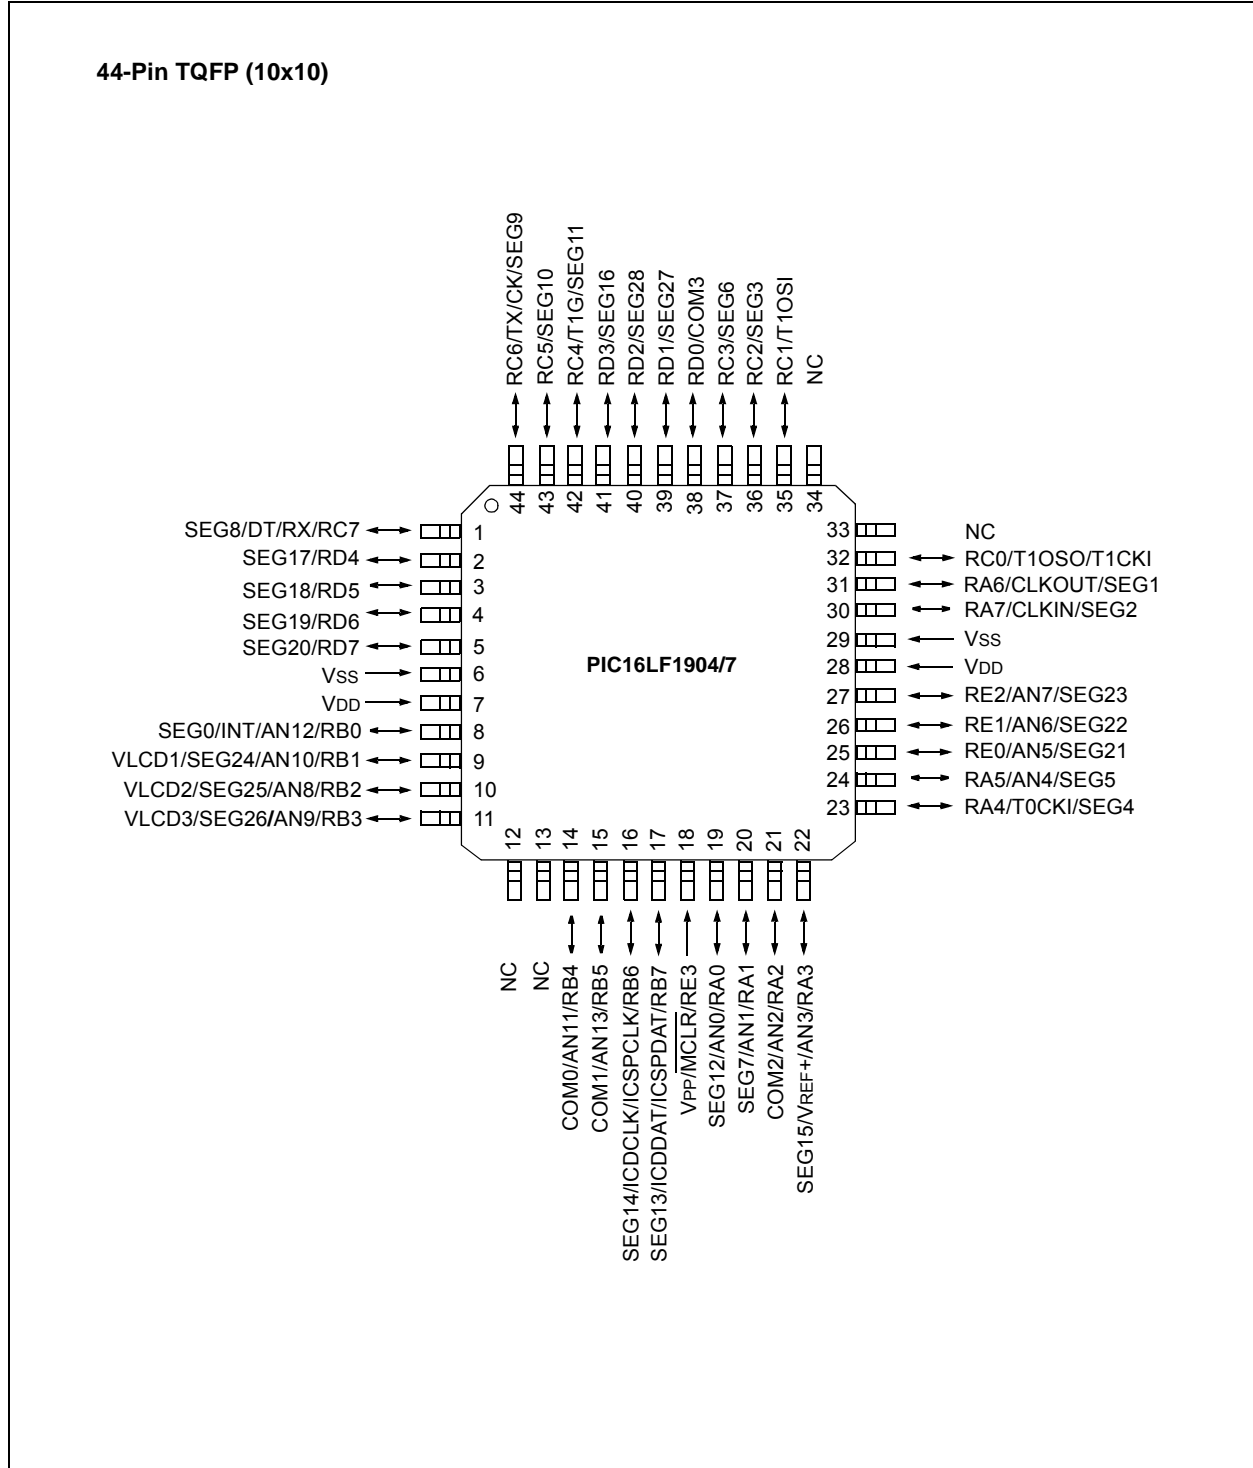 44-Pin TQFP (10x10)
RC6/TX/CK/SEG9
RC5/SEG10
RC4/T1G/SEG11
RD3/SEG16
RD2/SEG28
RD1/SEG27
RD0/COM3
RC3/SEG6
RC2/SEG3
RC1/T1OSI
NC
44
43
42
41
40
39
38
37
36
35
34
SEG8/DT/RX/RC7 1
SEG17/RD4 2
SEG18/RD5 3
SEG19/RD6 4
SEG20/RD7 5
VSS 6
VDD 7
SEG0/INT/AN12/RB0 8
VLCD1/SEG24/AN10/RB1 9
VLCD2/SEG25/AN8/RB2 10
VLCD3/SEG26/AN9/RB3 11
PIC16LF1904/7
33 NC
32 RC0/T1OSO/T1CKI
31 RA6/CLKOUT/SEG1
30 RA7/CLKIN/SEG2
29 VSS
28 VDD
27 RE2/AN7/SEG23
26 RE1/AN6/SEG22
25 RE0/AN5/SEG21
24 RA5/AN4/SEG5
23 RA4/T0CKI/SEG4
12
13
14
15
16
17
18
19
20
21
22
NC
NC
COM0/AN11/RB4
COM1/AN13/RB5
SEG14/ICDCLK/ICSPCLK/RB6
SEG13/ICDDAT/ICSPDAT/RB7
VPP/MCLR/RE3
SEG12/AN0/RA0
SEG7/AN1/RA1
COM2/AN2/RA2
SEG15/VREF+/AN3/RA3